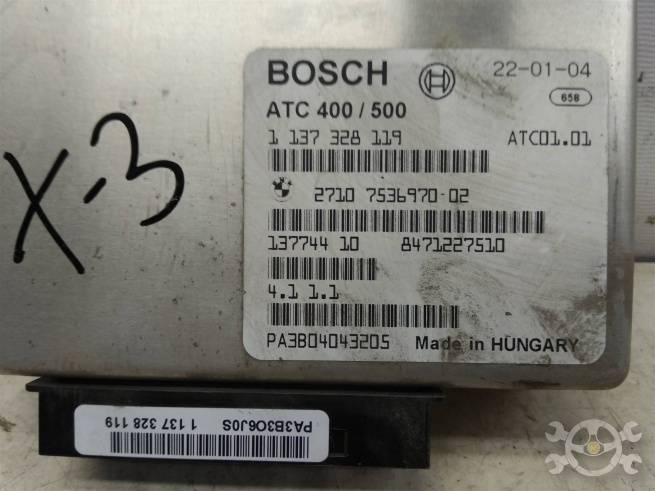 X-3
BOSCH 22-01-04
658
ATC 400 / 500
1 137 328 119 ATC01.01
2710 7536970-02
137744 10 8471227510
4.1 1.1
PA3B04043205 Made in HUNGARY
PA3B3O6J0S
1 137 328 119